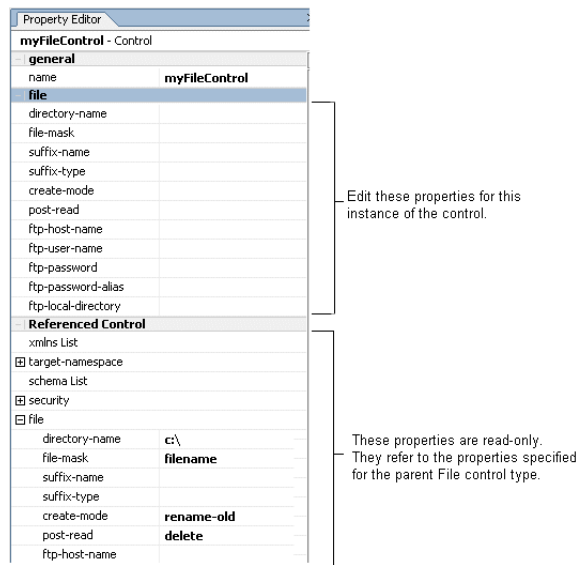 Property Editor
myFileControl - Control
general
name myFileControl
file
directory-name
file-mask
suffix-name
suffix-type
create-mode
post-read
ftp-host-name
ftp-user-name
ftp-password
ftp-password-alias
ftp-local-directory
Edit these properties for this
instance of the control.
Referenced Control
xmlns List
target-namespace
schema List
security
file
directory-name c:\
file-mask filename
suffix-name
suffix-type
create-mode rename-old
post-read delete
ftp-host-name
These properties are read-only.
They refer to the properties specified
for the parent File control type.